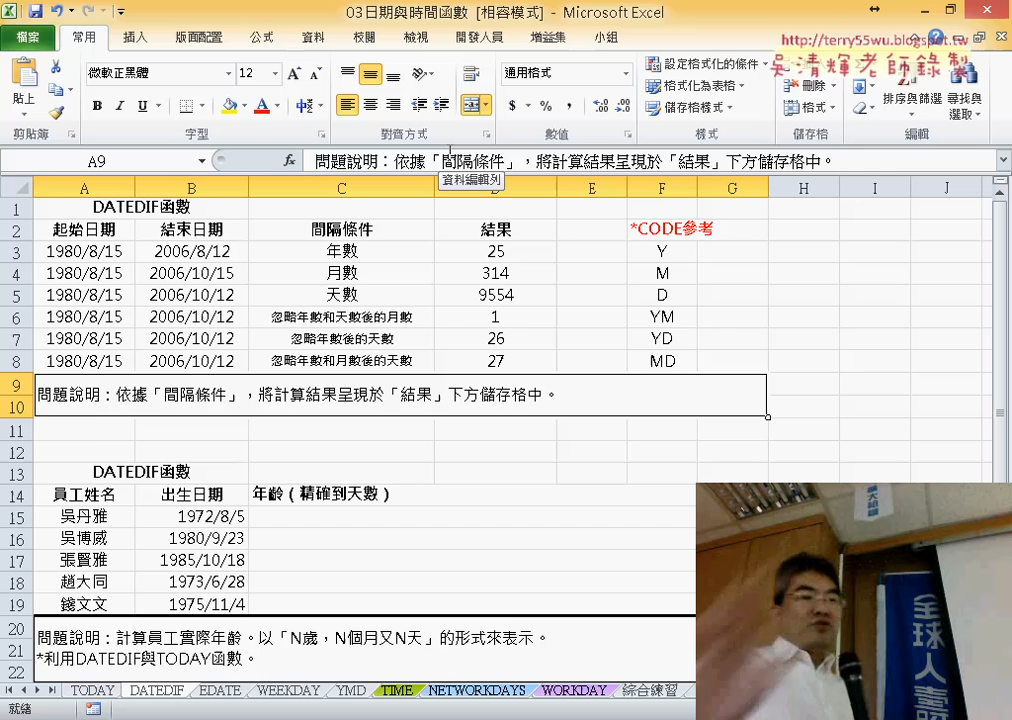 03日期與時間函數 [相容模式] - Microsoft Excel
http://terry55wu.blogspot.tw
吳清輝老師錄製
檔案 常用 插入 版面配置 公式 資料 校閱 檢視 開發人員 增益集 小組
微軟正黑體 12
通用格式
設定格式化的條件
格式化為表格
儲存格樣式
刪除
格式
貼上
排序與篩選 尋找與選取
剪貼簿 字型 對齊方式 數值 樣式 儲存格 編輯
A9 fx 問題說明：依據「間隔條件」，將計算結果呈現於「結果」下方儲存格中。
資料編輯列
A B C D E F G H I J
1 DATEDIF函數
2 起始日期 結束日期 間隔條件 結果 *CODE參考
3 1980/8/15 2006/8/12 年數 25 Y
4 1980/8/15 2006/10/15 月數 314 M
5 1980/8/15 2006/10/12 天數 9554 D
6 1980/8/15 2006/10/12 忽略年數和天數後的月數 1 YM
7 1980/8/15 2006/10/12 忽略年數後的天數 26 YD
8 1980/8/15 2006/10/12 忽略年數和月數後的天數 27 MD
9 問題說明：依據「間隔條件」，將計算結果呈現於「結果」下方儲存格中。
10
11
12
13 DATEDIF函數
14 員工姓名 出生日期 年齡（精確到天數）
15 吳丹雅 1972/8/5
16 吳博威 1980/9/23
17 張賢雅 1985/10/18
18 趙大同 1973/6/28
19 錢文文 1975/11/4
20 問題說明：計算員工實際年齡。以「N歲，N個月又N天」的形式來表示。
21 *利用DATEDIF與TODAY函數。
22
TODAY DATEDIF EDATE WEEKDAY YMD TIME NETWORKDAYS WORKDAY 綜合練習
就緒
全球人壽